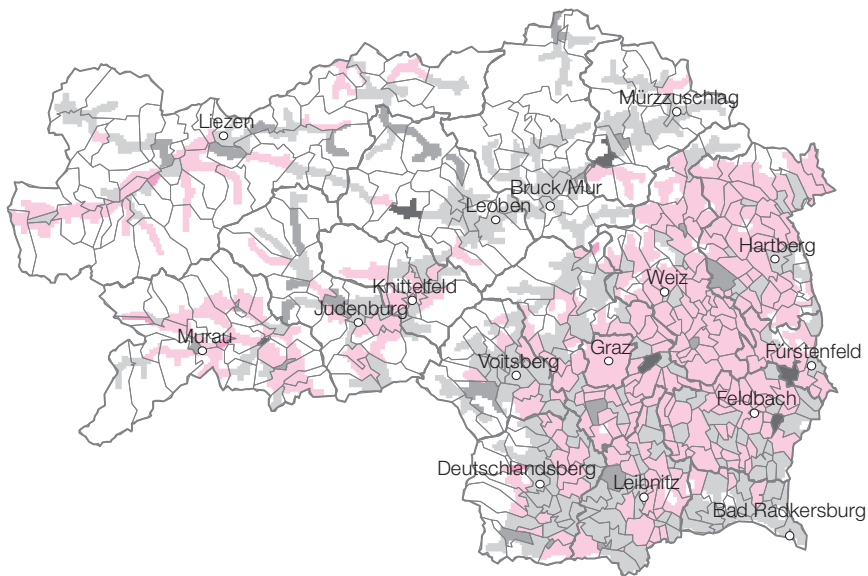 Mürzzuschlag
Liezen
Bruck/Mur
Leoben
Hartberg
Weiz
Knittelfeld
Judenburg
Murau
Graz
Fürstenfeld
Voitsberg
Feldbach
Deutschlandsberg
Leibnitz
Bad Radkersburg